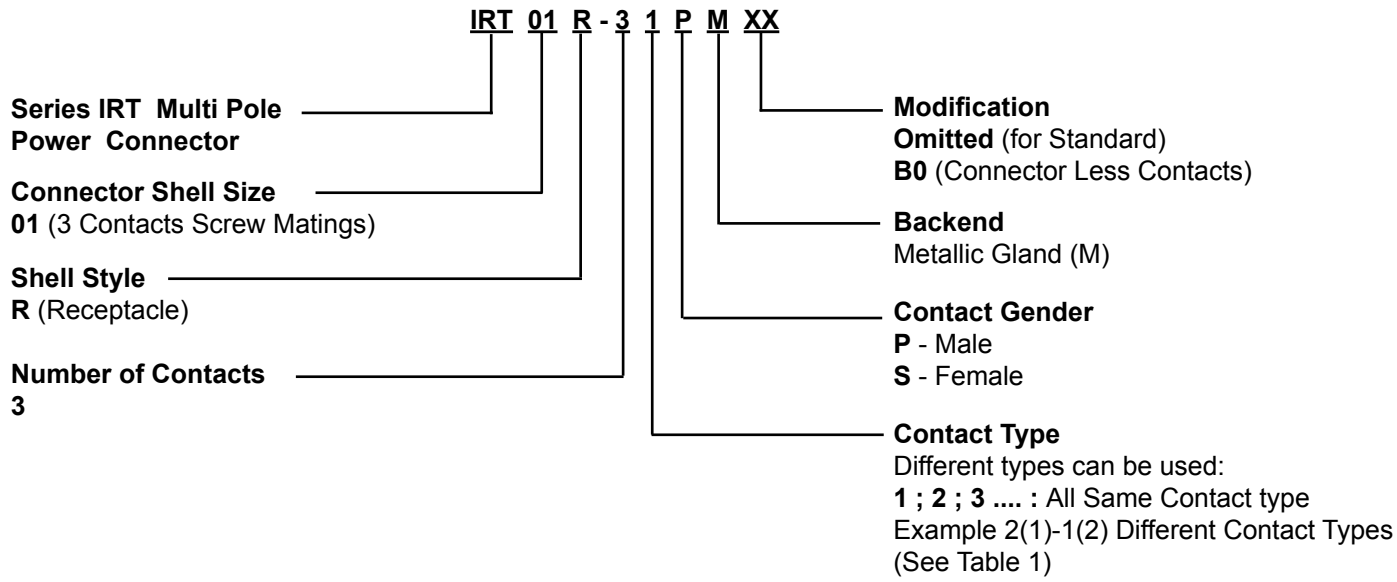 IRT 01 R - 3 1 P M XX
Series IRT Multi Pole
Power Connector
Connector Shell Size
01 (3 Contacts Screw Matings)
Shell Style
R (Receptacle)
Number of Contacts
3
Modification
Omitted (for Standard)
B0 (Connector Less Contacts)
Backend
Metallic Gland (M)
Contact Gender
P - Male
S - Female
Contact Type
Different types can be used:
1 ; 2 ; 3 .... : All Same Contact type
Example 2(1)-1(2) Different Contact Types
(See Table 1)